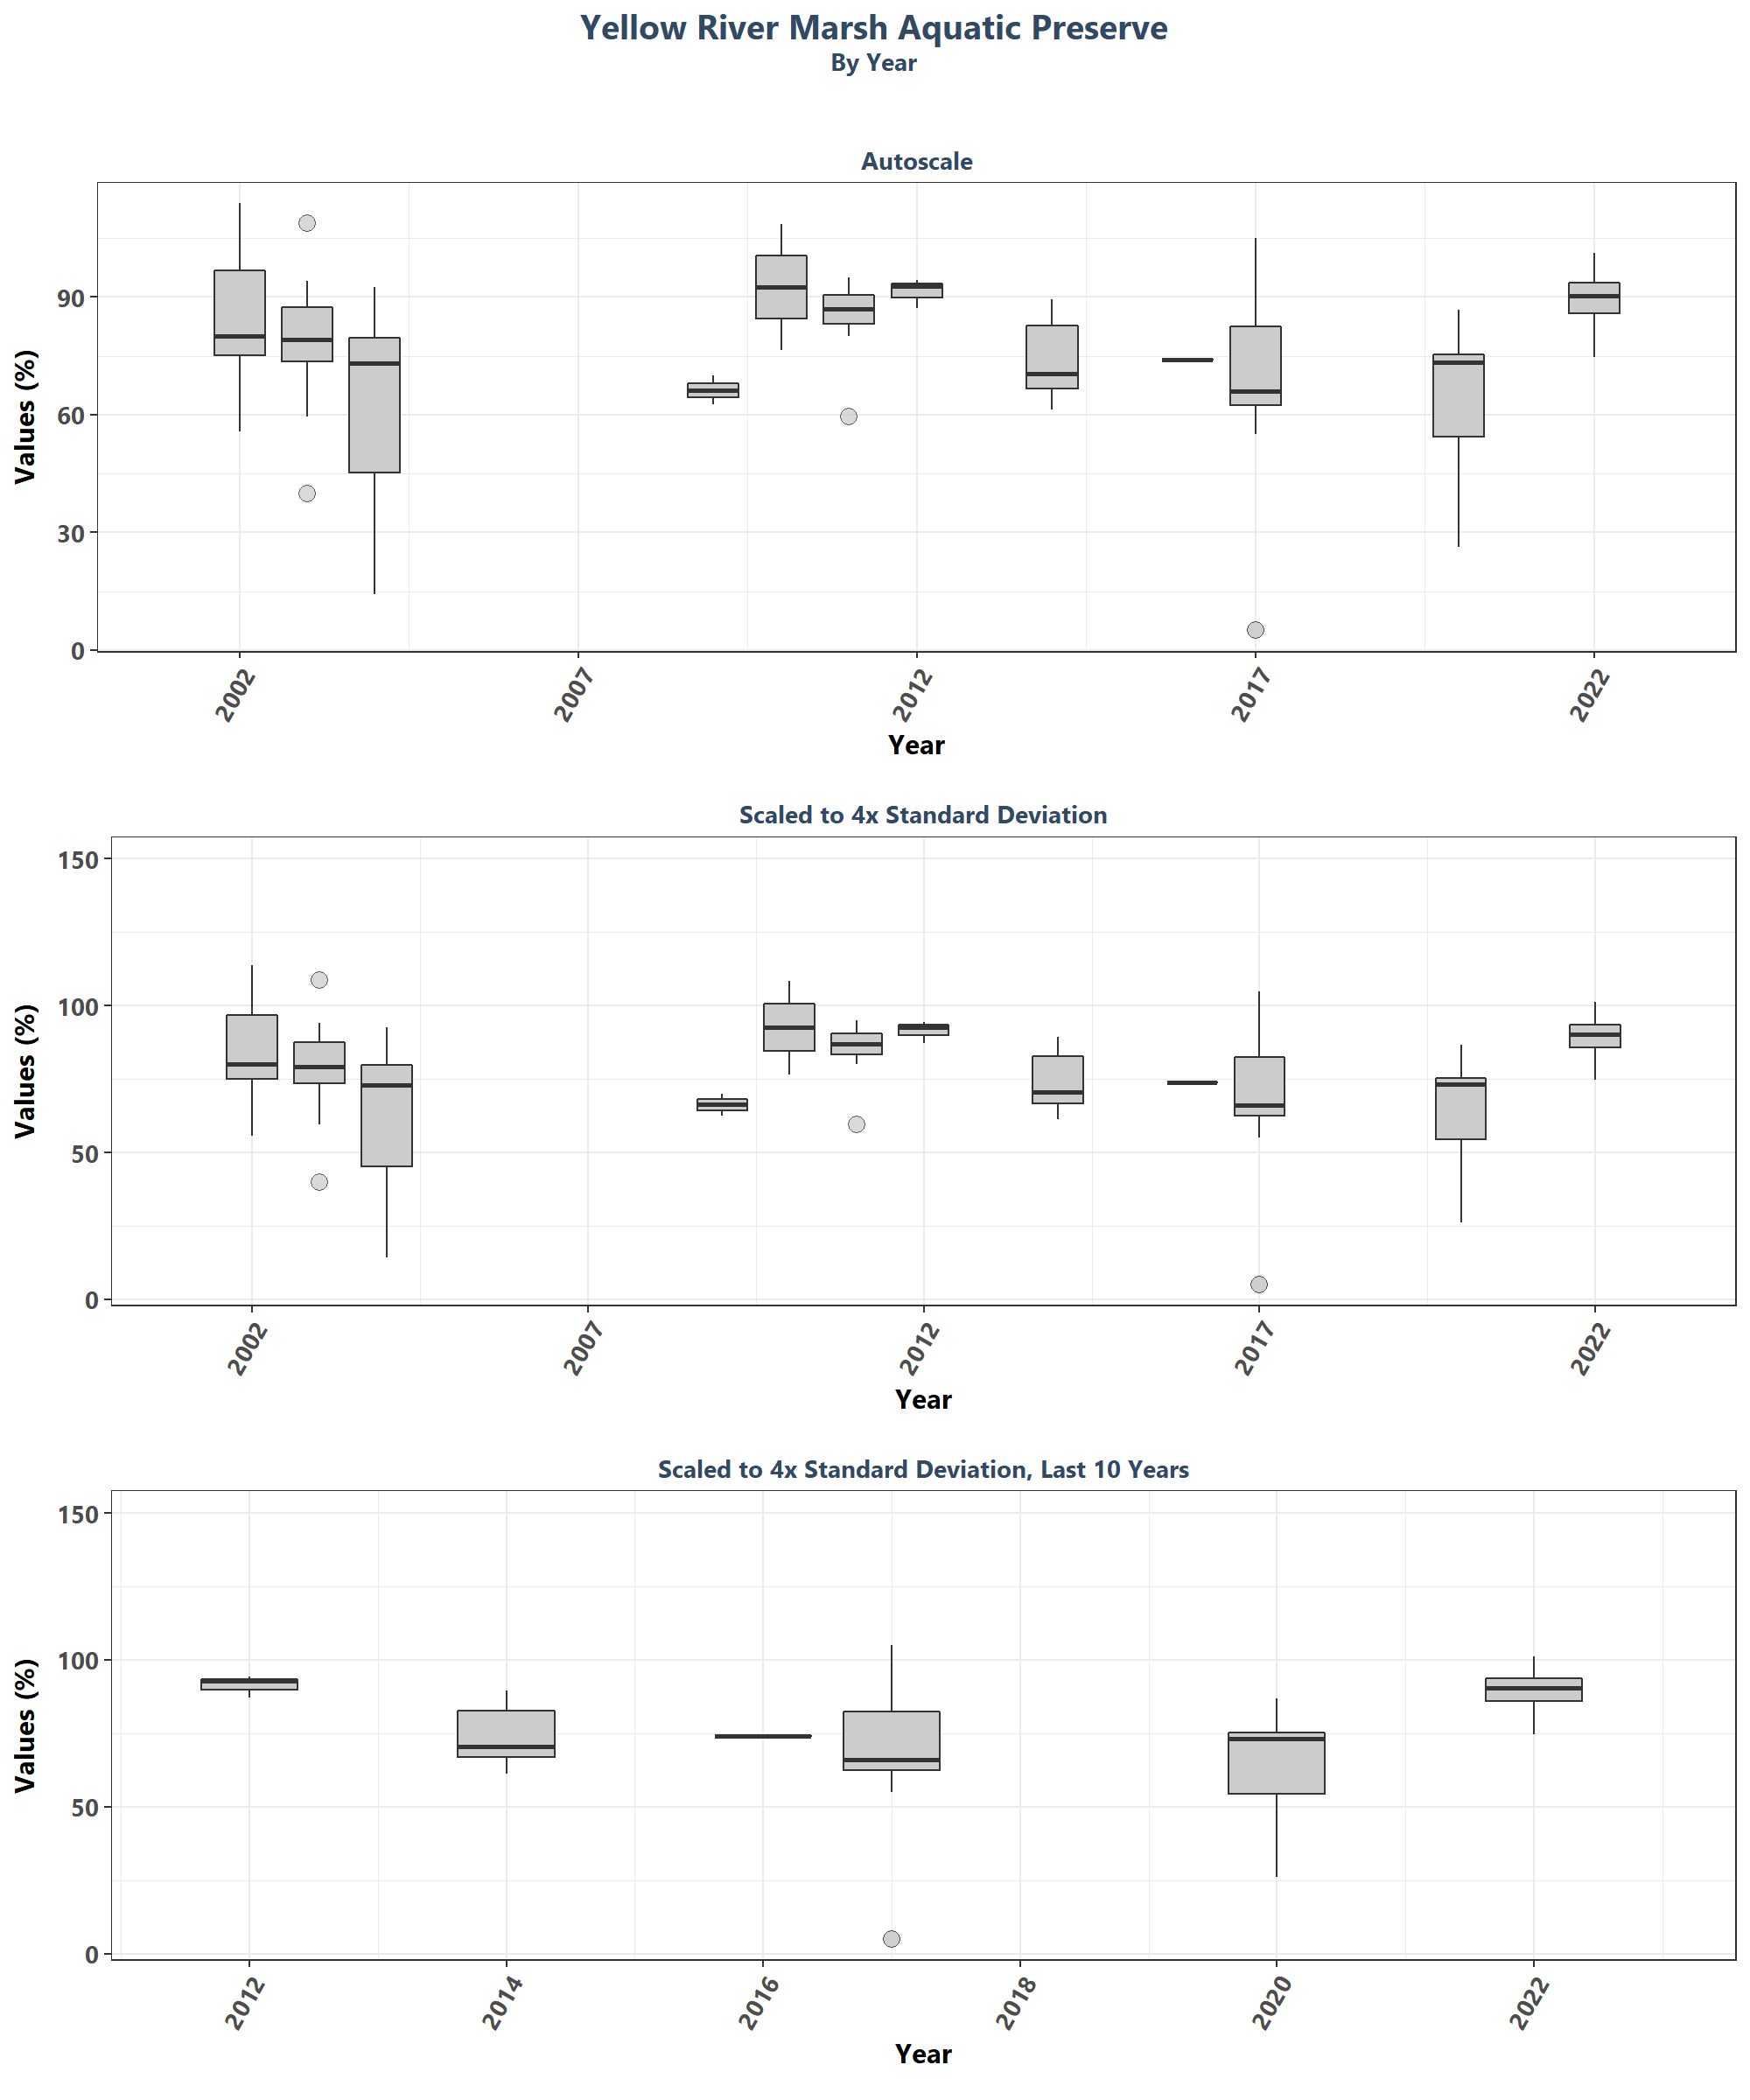 Yellow River Marsh Aquatic Preserve
By Year
Autoscale
Values (%)
90
60
30
0
2002
2007
2012
2017
2022
Year
Scaled to 4x Standard Deviation
Values (%)
150
100
50
0
2002
2007
2012
2017
2022
Year
Scaled to 4x Standard Deviation, Last 10 Years
Values (%)
150
100
50
0
2012
2014
2016
2018
2020
2022
Year